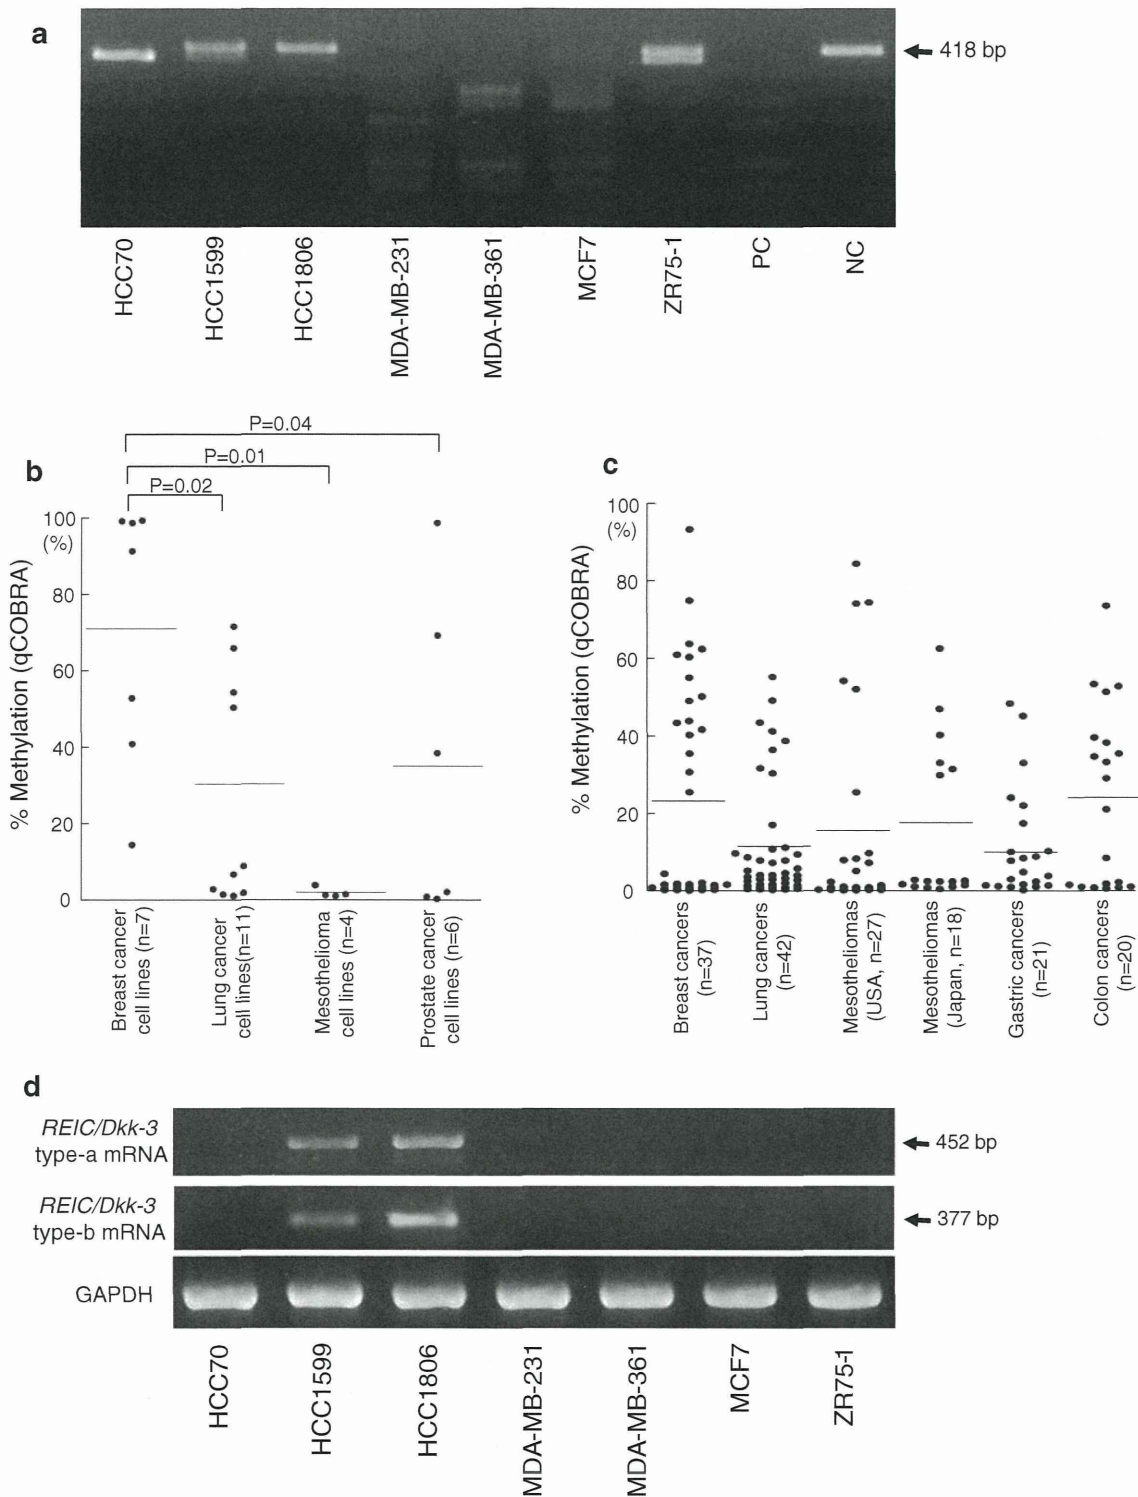 a
418 bp
HCC70
HCC1599
HCC1806
MDA-MB-231
MDA-MB-361
MCF7
ZR75-1
PC
NC
b
P=0.04
P=0.01
P=0.02
% Methylation (qCOBRA)
100
(%)
80
60
40
20
0
Breast cancer
cell lines (n=7)
Lung cancer
cell lines(n=11)
Mesothelioma
cell lines (n=4)
Prostate cancer
cell lines (n=6)
c
% Methylation (qCOBRA)
100
(%)
80
60
40
20
0
Breast cancers
(n=37)
Lung cancers
(n=42)
Mesotheliomas
(USA, n=27)
Mesotheliomas
(Japan, n=18)
Gastric cancers
(n=21)
Colon cancers
(n=20)
d
REIC/Dkk-3
type-a mRNA
452 bp
REIC/Dkk-3
type-b mRNA
377 bp
GAPDH
HCC70
HCC1599
HCC1806
MDA-MB-231
MDA-MB-361
MCF7
ZR75-1